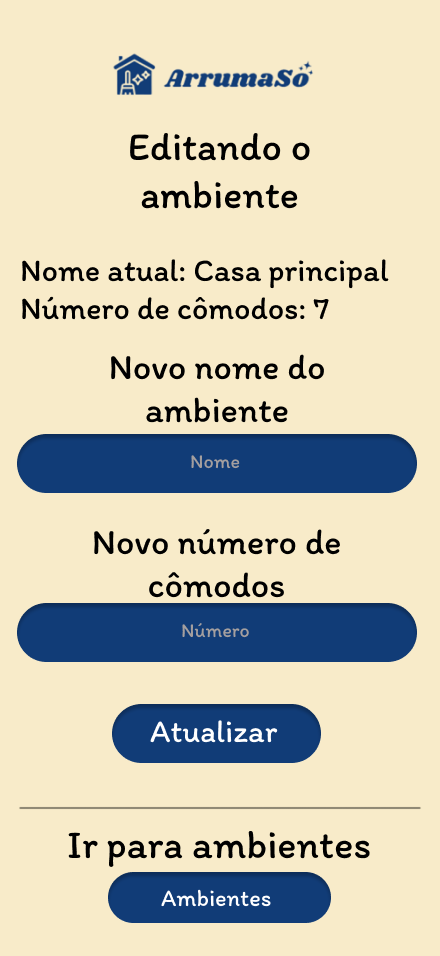 ArrumaSó
Editando o
ambiente
Nome atual: Casa principal
Número de cômodos: 7
Novo nome do
ambiente
Nome
Novo número de
cômodos
Número
Atualizar
Ir para ambientes
Ambientes